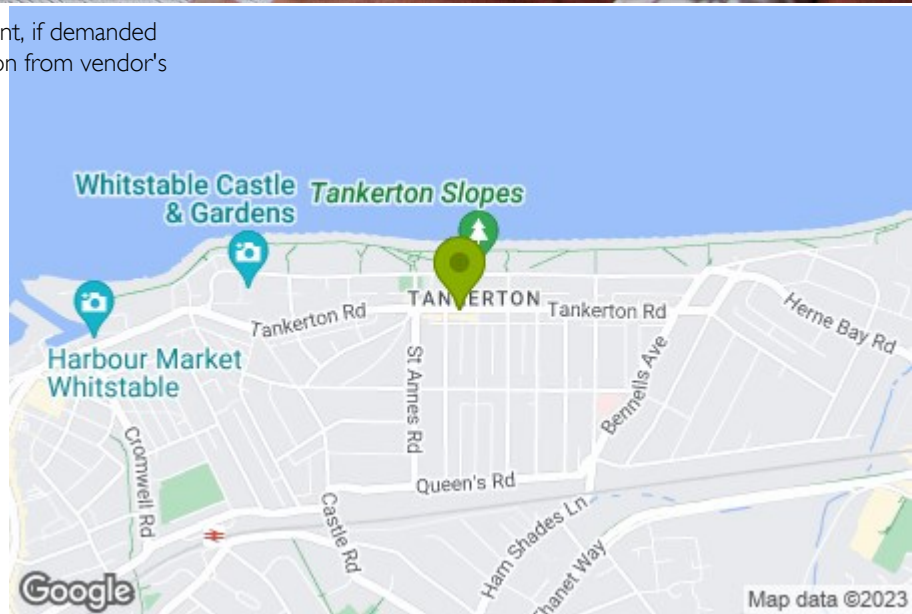 nt, if demanded
on from vendor's
Whitstable Castle
& Gardens
Tankerton Slopes
TANKERTON
Tankerton Rd
Tankerton Rd
Herne Bay Rd
Harbour Market
Whitstable
St Annes Rd
Bennells Ave
Cromwell Rd
Queen's Rd
Castle Rd
Ham Shades Ln
Thanet Way
Google
Map data ©2023